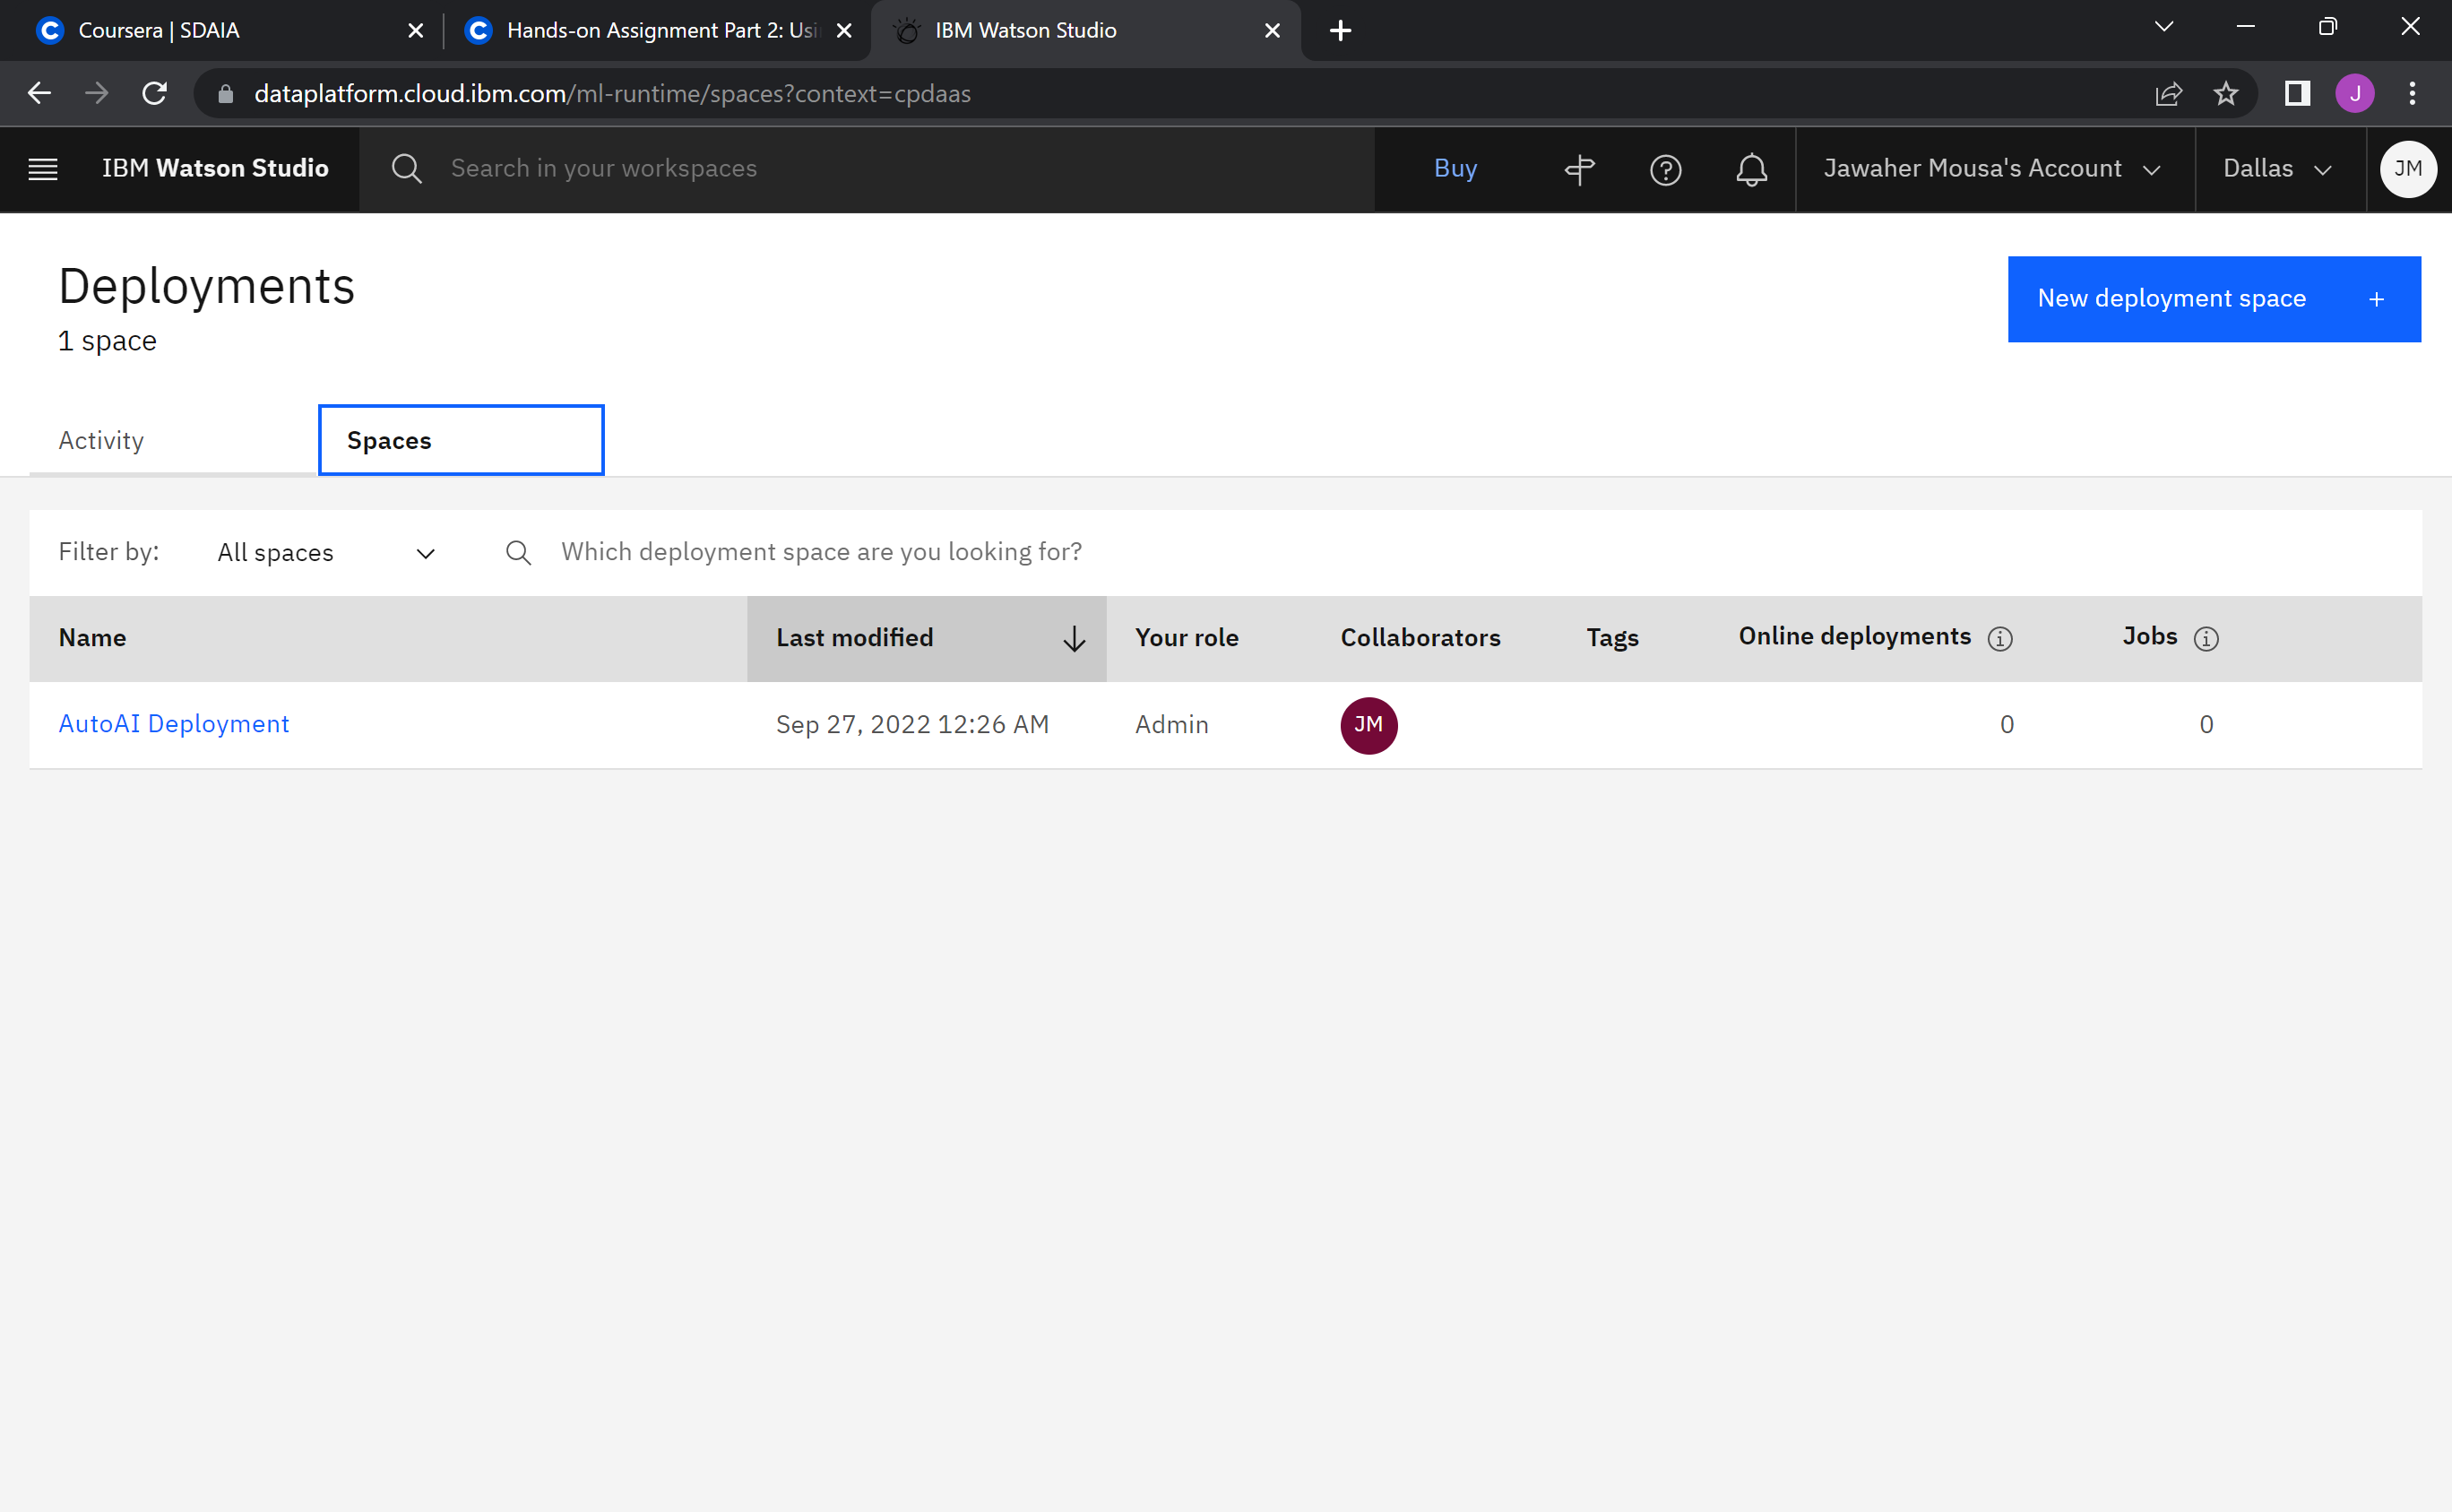 Coursera | SDAIA
Hands-on Assignment Part 2: Usi
IBM Watson Studio
dataplatform.cloud.ibm.com/ml-runtime/spaces?context=cpdaas
J
IBM Watson Studio
Search in your workspaces
Buy
Jawaher Mousa's Account
Dallas
JM
Deployments
1 space
New deployment space +
Activity
Spaces
Filter by: All spaces
Which deployment space are you looking for?
Name Last modified Your role Collaborators Tags Online deployments Jobs
AutoAI Deployment Sep 27, 2022 12:26 AM Admin JM 0 0